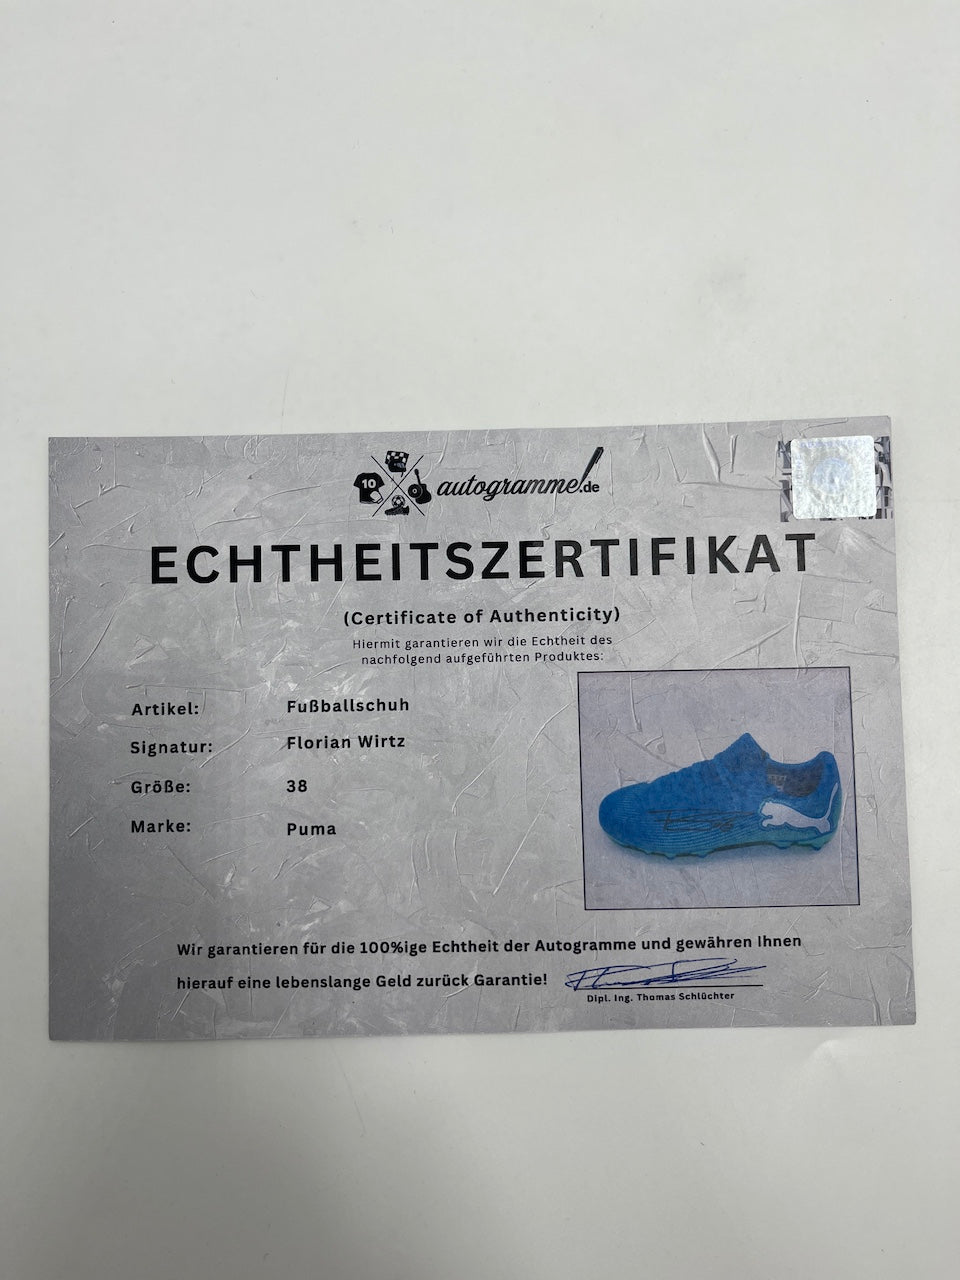 10
autogramme.de
ECHTHEITSZERTIFIKAT
(Certificate of Authenticity)
Hiermit garantieren wir die Echtheit des
nachfolgend aufgeführten Produktes:
Artikel: Fußballschuh
Signatur: Florian Wirtz
Größe: 38
Marke: Puma
Wir garantieren für die 100%ige Echtheit der Autogramme und gewähren Ihnen
hierauf eine lebenslange Geld zurück Garantie!
Dipl. Ing. Thomas Schlüchter